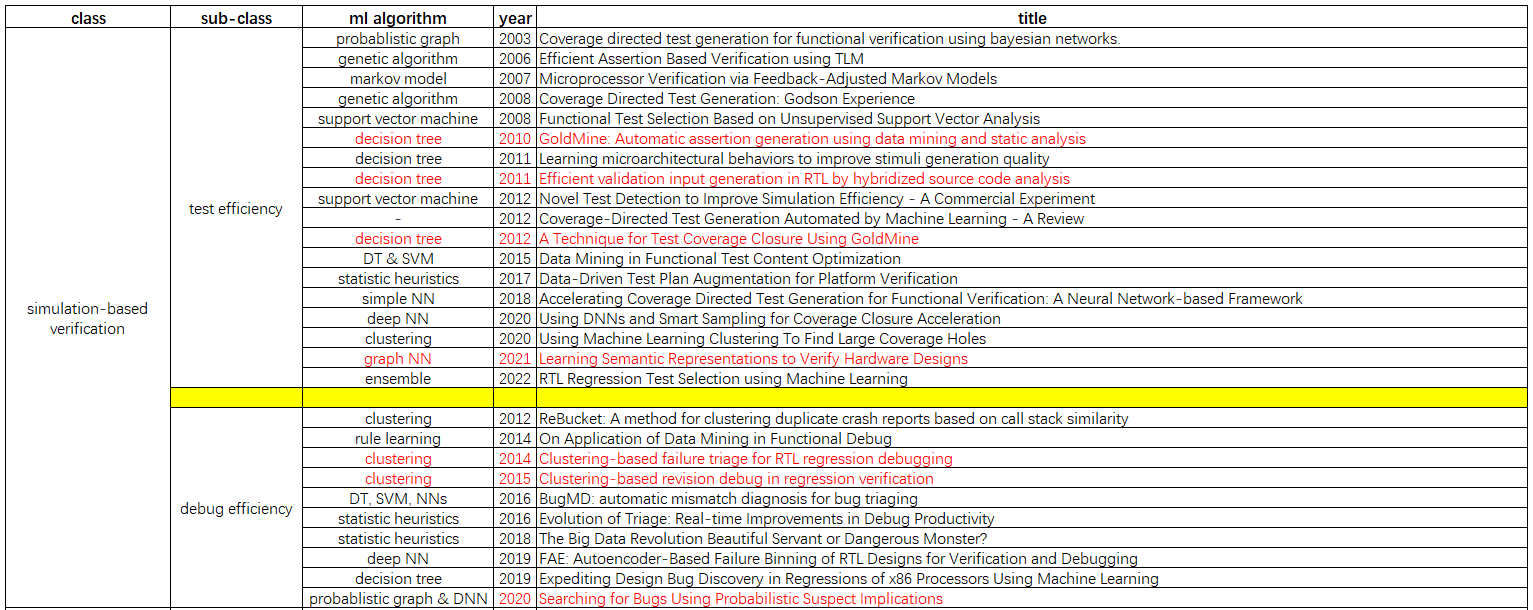 class sub-class ml algorithm year title
probablistic graph 2003 Coverage directed test generation for functional verification using bayesian networks.
genetic algorithm 2006 Efficient Assertion Based Verification using TLM
markov model 2007 Microprocessor Verification via Feedback-Adjusted Markov Models
genetic algorithm 2008 Coverage Directed Test Generation: Godson Experience
support vector machine 2008 Functional Test Selection Based on Unsupervised Support Vector Analysis
decision tree 2010 GoldMine: Automatic assertion generation using data mining and static analysis
decision tree 2011 Learning microarchitectural behaviors to improve stimuli generation quality
decision tree 2011 Efficient validation input generation in RTL by hybridized source code analysis
support vector machine 2012 Novel Test Detection to Improve Simulation Efficiency - A Commercial Experiment
test efficiency
- 2012 Coverage-Directed Test Generation Automated by Machine Learning - A Review
decision tree 2012 A Technique for Test Coverage Closure Using GoldMine
DT & SVM 2015 Data Mining in Functional Test Content Optimization
statistic heuristics 2017 Data-Driven Test Plan Augmentation for Platform Verification
simple NN 2018 Accelerating Coverage Directed Test Generation for Functional Verification: A Neural Network-based Framework
simulation-based
verification
deep NN 2020 Using DNNs and Smart Sampling for Coverage Closure Acceleration
clustering 2020 Using Machine Learning Clustering To Find Large Coverage Holes
graph NN 2021 Learning Semantic Representations to Verify Hardware Designs
ensemble 2022 RTL Regression Test Selection using Machine Learning
clustering 2012 ReBucket: A method for clustering duplicate crash reports based on call stack similarity
rule learning 2014 On Application of Data Mining in Functional Debug
clustering 2014 Clustering-based failure triage for RTL regression debugging
clustering 2015 Clustering-based revision debug in regression verification
DT, SVM, NNs 2016 BugMD: automatic mismatch diagnosis for bug triaging
debug efficiency
statistic heuristics 2016 Evolution of Triage: Real-time Improvements in Debug Productivity
statistic heuristics 2018 The Big Data Revolution Beautiful Servant or Dangerous Monster?
deep NN 2019 FAE: Autoencoder-Based Failure Binning of RTL Designs for Verification and Debugging
decision tree 2019 Expediting Design Bug Discovery in Regressions of x86 Processors Using Machine Learning
probablistic graph & DNN 2020 Searching for Bugs Using Probabilistic Suspect Implications